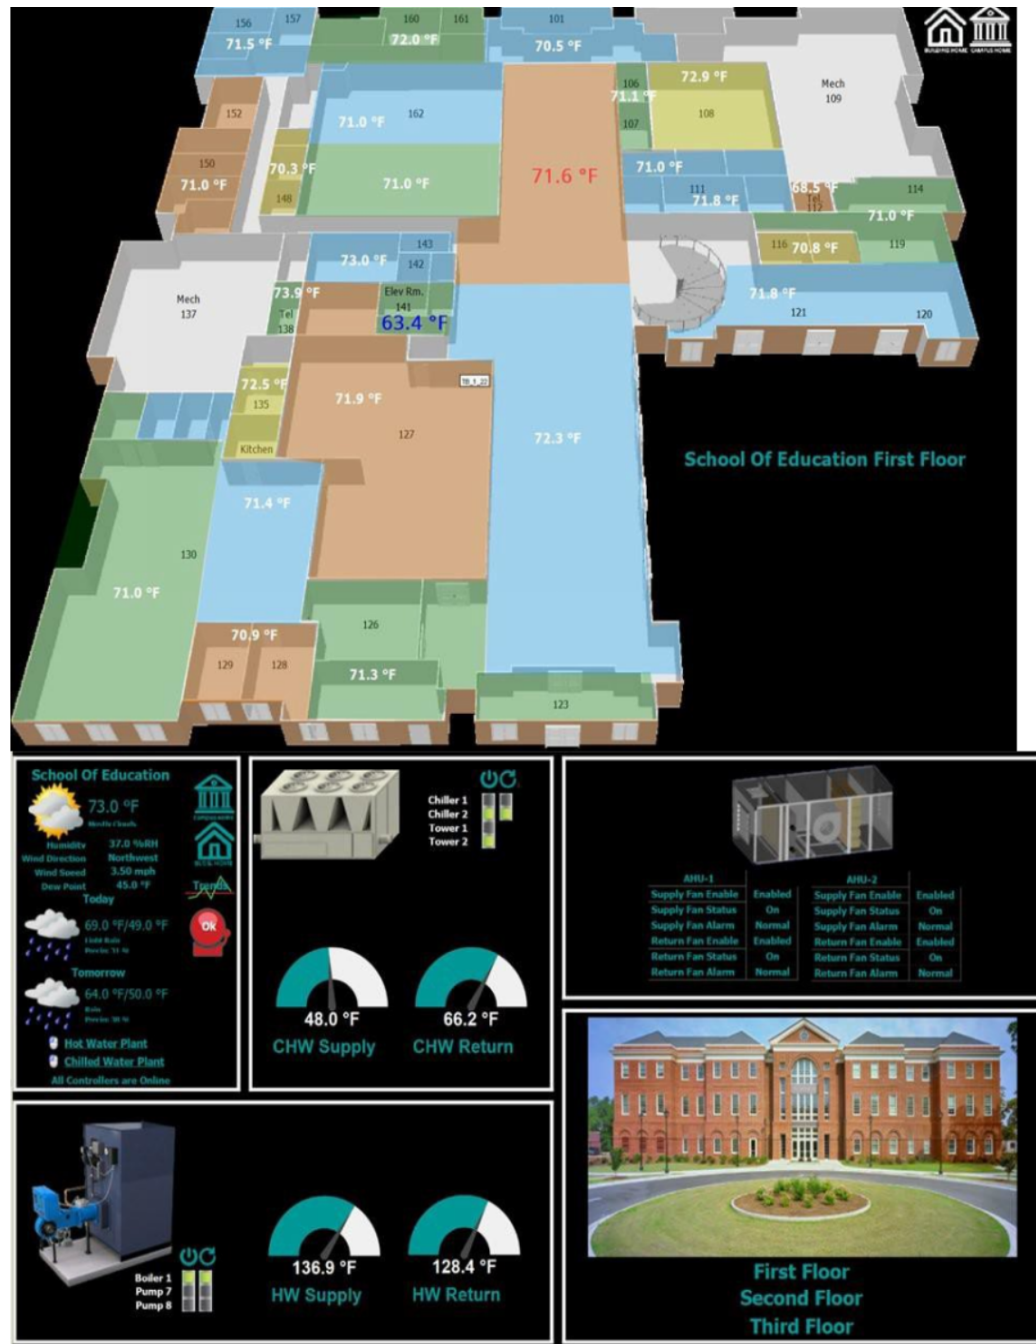 156
157
71.5 °F
160
161
72.0 °F
101
70.5 °F
BUILDING HOME
CAMPUS HOME
152
150
71.0 °F
70.3 °F
148
71.0 °F
162
71.0 °F
71.6 °F
106
71.1 °F
107
72.9 °F
108
Mech
109
71.0 °F
111
71.8 °F
68.5 °F
Tel
112
114
71.0 °F
119
116
70.8 °F
71.8 °F
121
120
Mech
137
73.9 °F
Tel
138
73.0 °F
143
142
Elev Rm.
141
63.4 °F
72.5 °F
135
Kitchen
71.9 °F
127
72.3 °F
School Of Education First Floor
71.4 °F
130
71.0 °F
70.9 °F
129
128
126
71.3 °F
123
School Of Education
73.0 °F
Mostly Cloudy
Humidity 37.0 %RH
Wind Direction Northwest
Wind Speed 3.50 mph
Dew Point 45.0 °F
Trends
Today
69.0 °F/49.0 °F
Light Rain
Ok
Tomorrow
64.0 °F/50.0 °F
Rain
Hot Water Plant
Chilled Water Plant
All Controllers are Online
Chiller 1
Chiller 2
Tower 1
Tower 2
48.0 °F
CHW Supply
66.2 °F
CHW Return
AHU-1 AHU-2
Supply Fan Enable Enabled Supply Fan Enable Enabled
Supply Fan Status On Supply Fan Status On
Supply Fan Alarm Normal Supply Fan Alarm Normal
Return Fan Enable Enabled Return Fan Enable Enabled
Return Fan Status On Return Fan Status On
Return Fan Alarm Normal Return Fan Alarm Normal
Boiler 1
Pump 7
Pump 8
136.9 °F
HW Supply
128.4 °F
HW Return
First Floor
Second Floor
Third Floor